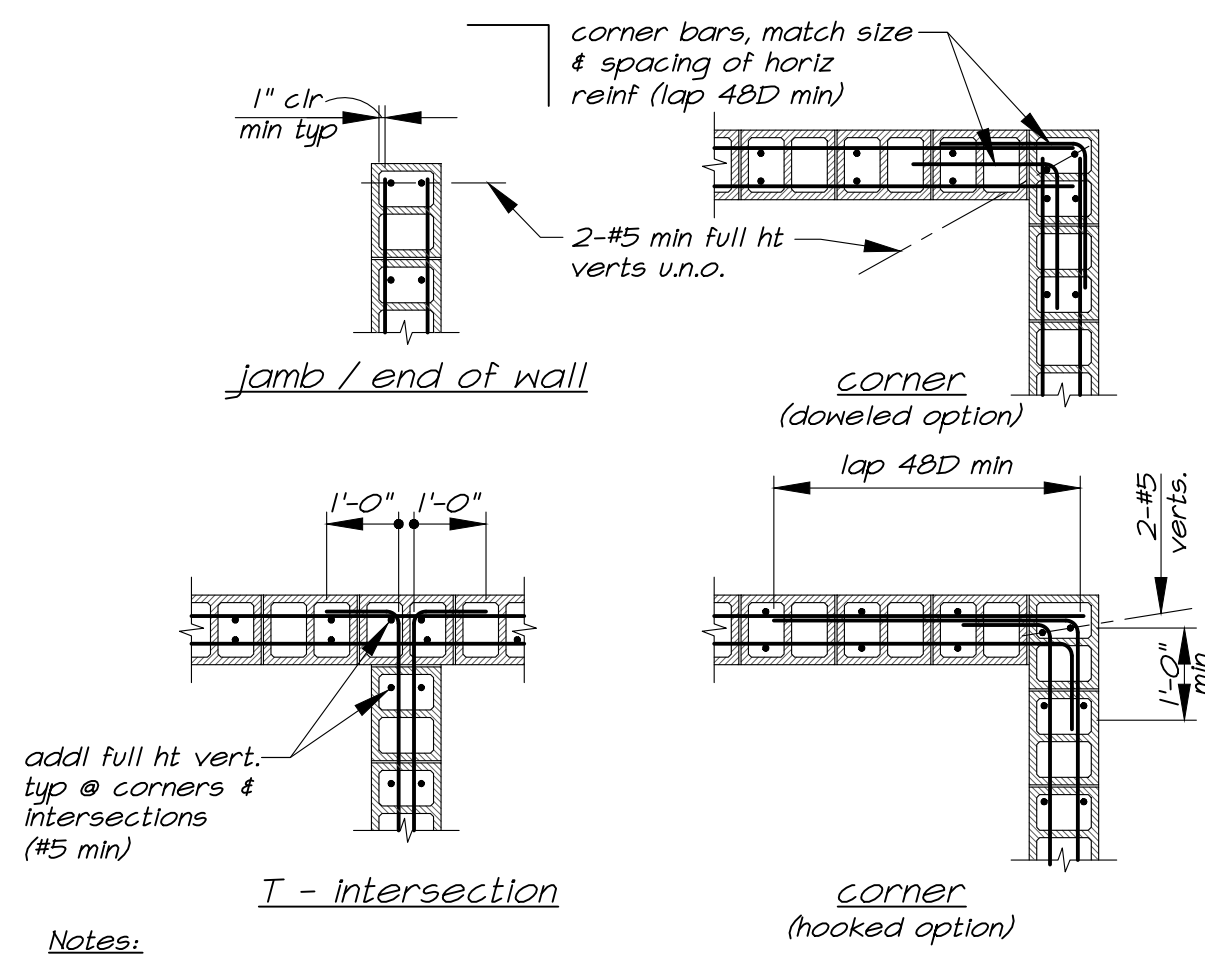 corner bars, match size
& spacing of horiz
reinf (lap 48D min)
1" clr
min typ
2-#5 min full ht
verts u.n.o.
jamb / end of wall
corner
(doweled option)
lap 48D min
2-#5
verts.
1'-0"
1'-0"
1'-0"
min
addl full ht vert.
typ @ corners &
intersections
(#5 min)
T - intersection
corner
(hooked option)
Notes: